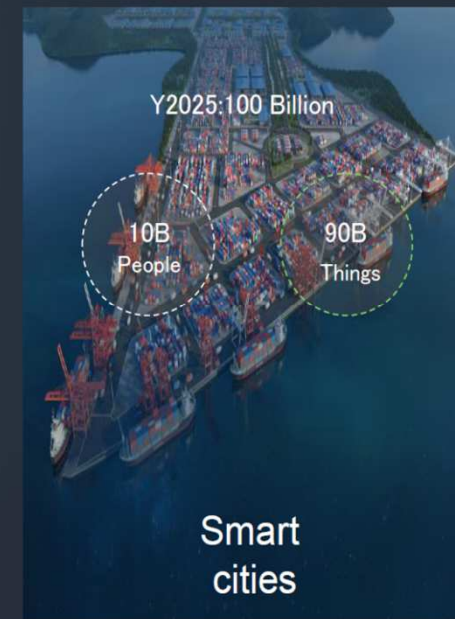 Y2025:100 Billion
10B
People
90B
Things
Smart
cities